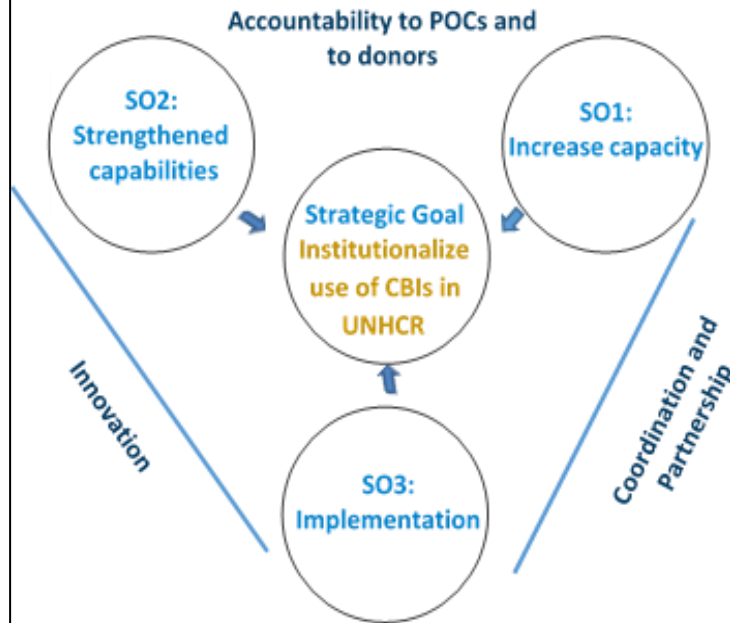 Accountability to POCs and
to donors
SO2:
Strengthened
capabilities
SO1:
Increase capacity
Strategic Goal
Institutionalize
use of CBIs in
UNHCR
Innovation
Coordination and
Partnership
SO3:
Implementation